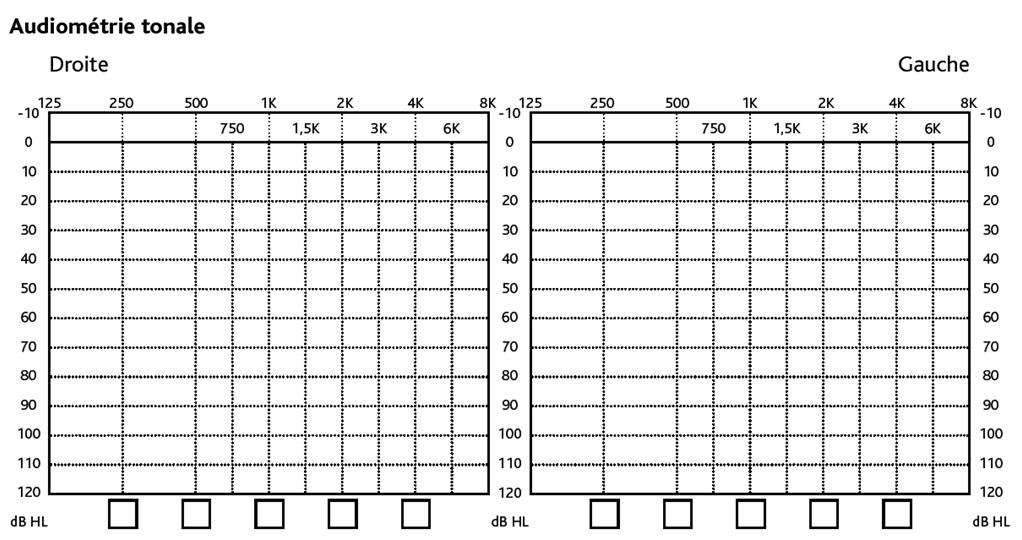 Audiométrie tonale
Droite Gauche
125 250 500 1K 2K 4K 8K 125 250 500 1K 2K 4K 8K
-10 -10 -10
750 1,5K 3K 6K 750 1,5K 3K 6K
0 0 0
10 10 10
20 20 20
30 30 30
40 40 40
50 50 50
60 60 60
70 70 70
80 80 80
90 90 90
100 100 100
110 110 110
120 120 120
dB HL dB HL dB HL